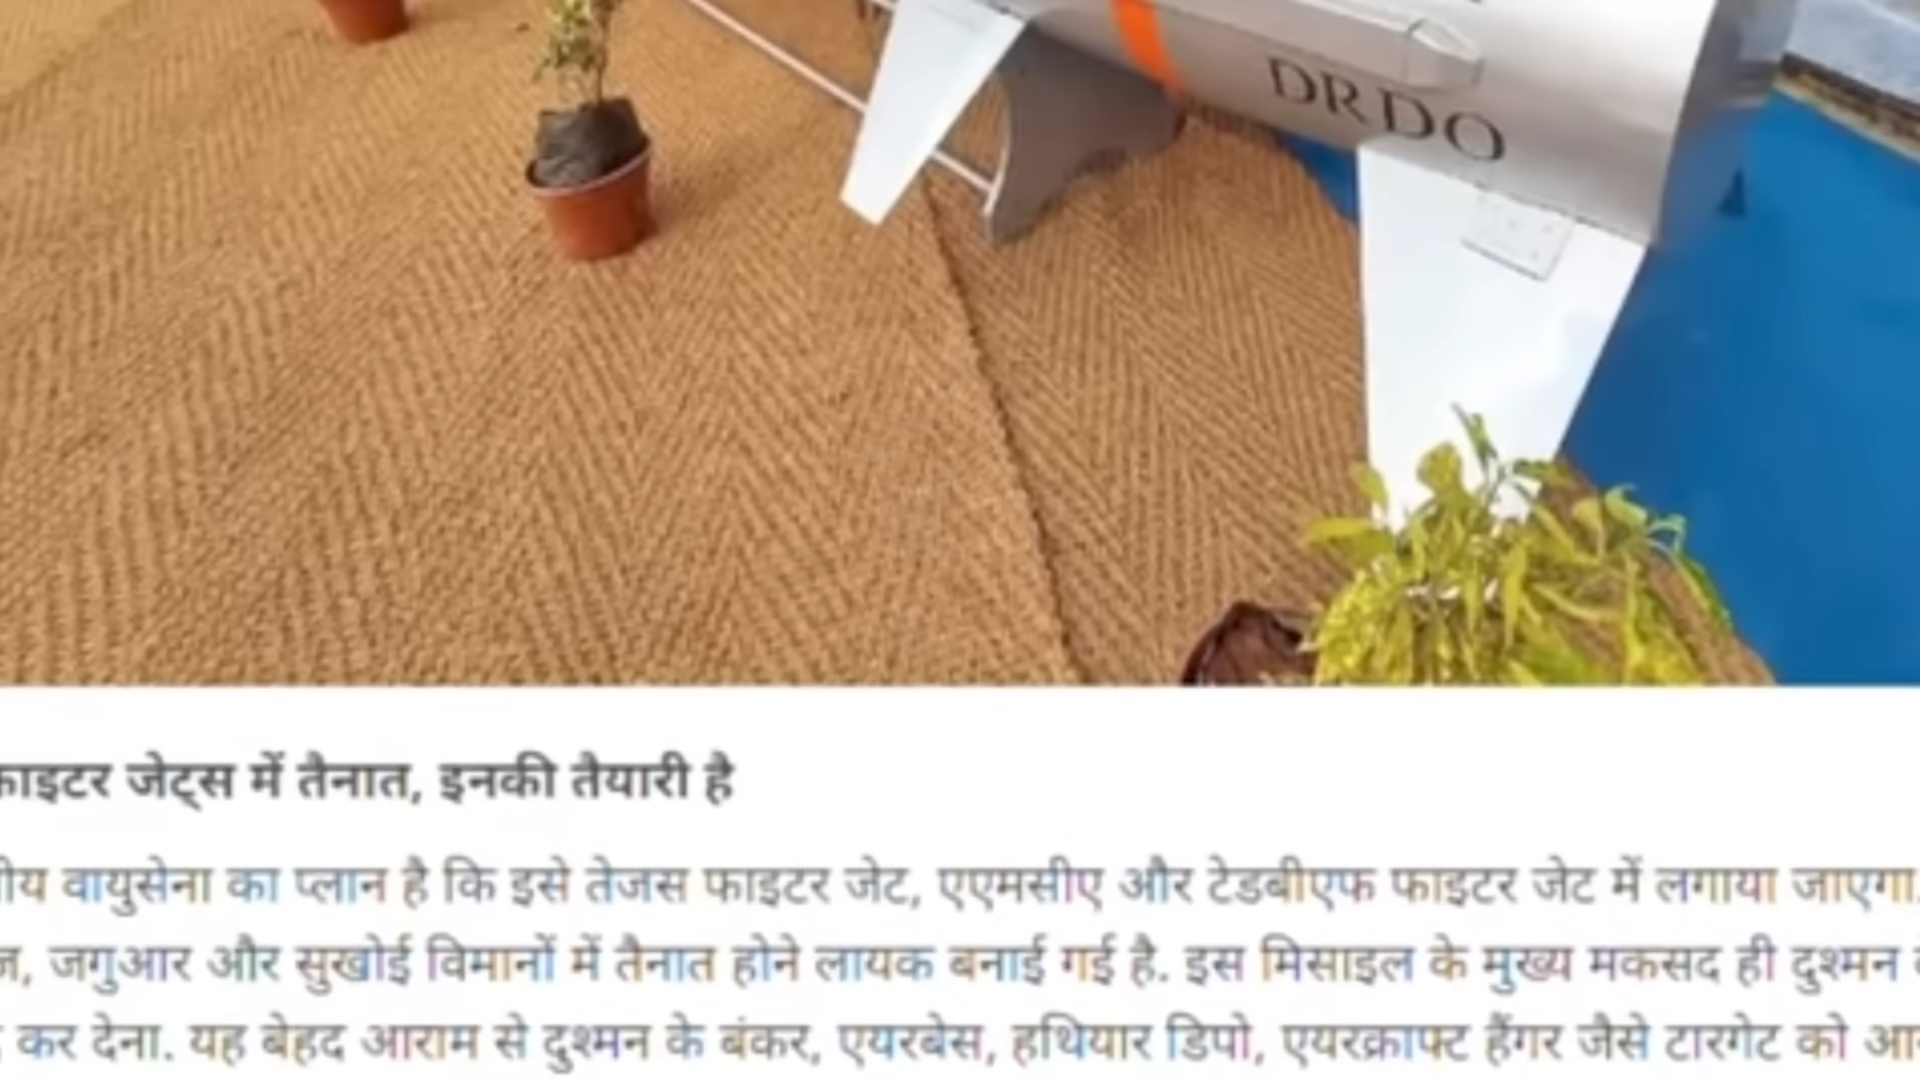 DRDO
फाइटर जेट्स में तैनात, इनकी तैयारी है
वायुसेना का प्लान है कि इसे तेजस फाइटर जेट, एएमसीए और टेडबीएफ फाइटर जेट में लगाया जाएगा.
जगुआर और सुखोई विमानों में तैनात होने लायक बनाई गई है. इस मिसाइल के मुख्य मकसद ही दुश्मन
कर देना. यह बेहद आराम से दुश्मन के बंकर, एयरबेस, हथियार डिपो, एयरक्राफ्ट हैंगर जैसे टारगेट को